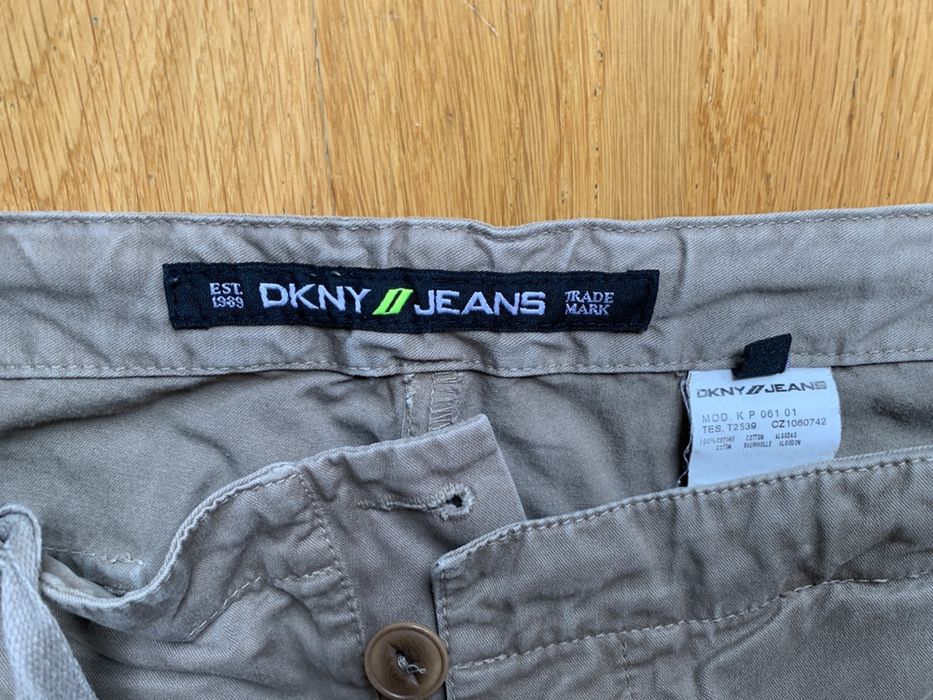 EST.
1989
DKNY JEANS
TRADE
MARK
DKNY JEANS
MOD. K P 061 01
TES. T2539 CZ1060742
100% COTONE COTTON ALGODAO
COTON BAUMWOLLE ALGODON